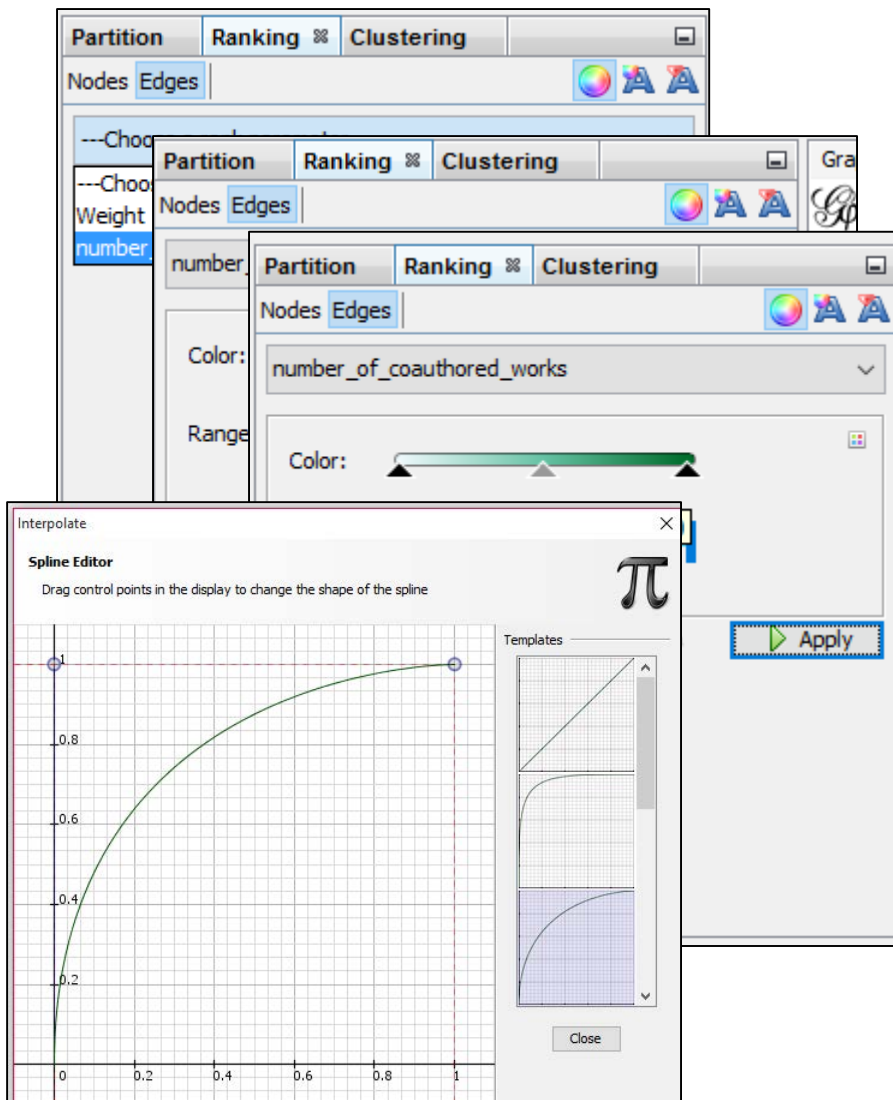 Partition Ranking Clustering
Nodes Edges
---Choose
Weight
number_
Partition Ranking Clustering
Nodes Edges
number_
Color:
Range
Gra
Partition Ranking Clustering
Nodes Edges
number_of_coauthored_works
Color:
Apply
Interpolate
Spline Editor
Drag control points in the display to change the shape of the spline
Templates
1
0.8
0.6
0.4
0.2
0 0.2 0.4 0.6 0.8 1
Close